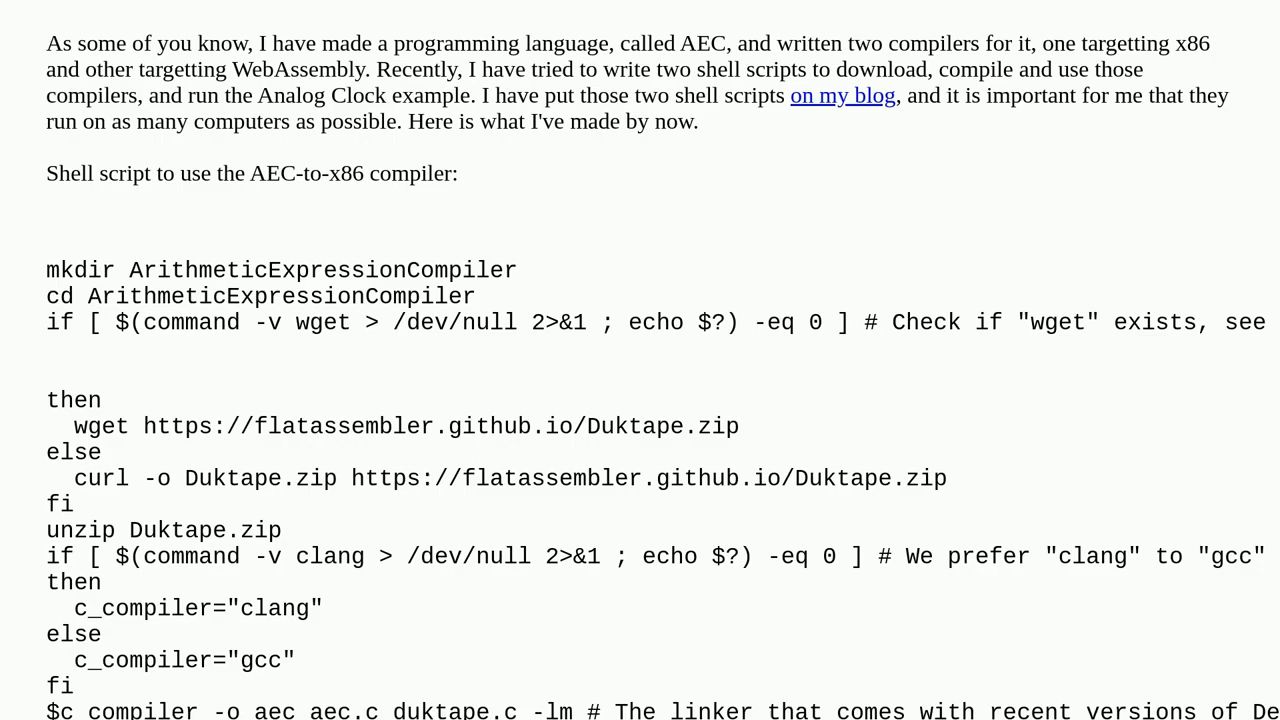 As some of you know, I have made a programming language, called AEC, and written two compilers for it, one targetting x86
and other targetting WebAssembly. Recently, I have tried to write two shell scripts to download, compile and use those
compilers, and run the Analog Clock example. I have put those two shell scripts on my blog, and it is important for me that they
run on as many computers as possible. Here is what I've made by now.
Shell script to use the AEC-to-x86 compiler:
mkdir ArithmeticExpressionCompiler
cd ArithmeticExpressionCompiler
if [ $(command -v wget > /dev/null 2>&1 ; echo $?) -eq 0 ] # Check if "wget" exists, see
then
  wget https://flatassembler.github.io/Duktape.zip
else
  curl -o Duktape.zip https://flatassembler.github.io/Duktape.zip
fi
unzip Duktape.zip
if [ $(command -v clang > /dev/null 2>&1 ; echo $?) -eq 0 ] # We prefer "clang" to "gcc"
then
  c_compiler="clang"
else
  c_compiler="gcc"
fi
$c_compiler -o aec aec.c duktape.c -lm # The linker that comes with recent versions of De